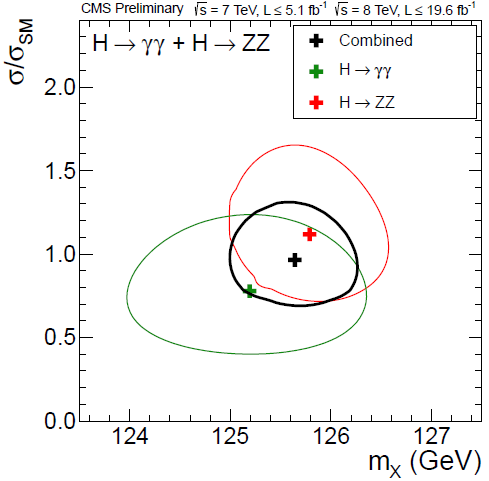 CMS Preliminary √s = 7 TeV, L ≤ 5.1 fb⁻¹ √s = 8 TeV, L ≤ 19.6 fb⁻¹
σ/σSM
H → γγ + H → ZZ
Combined
H → γγ
H → ZZ
2.0
1.5
1.0
0.5
0.0
124 125 126 127
mX (GeV)